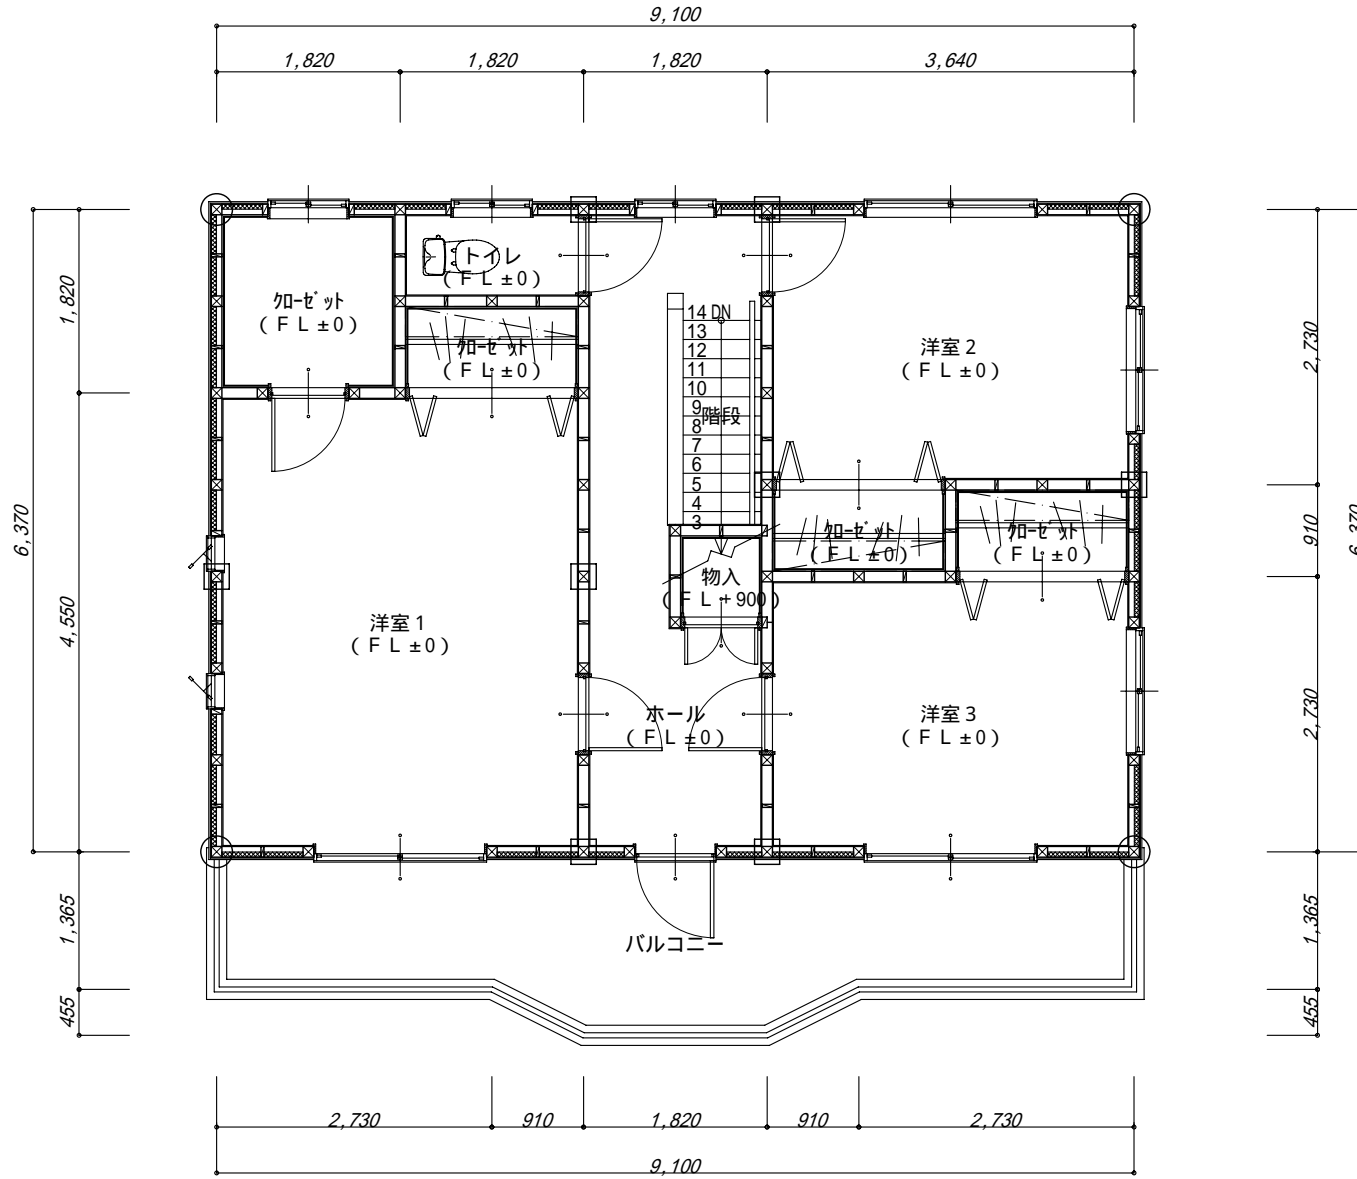 9,100
1,820
1,820
1,820
3,640
トイレ
(ＦＬ±0)
ｸﾛｰｾﾞｯﾄ
(ＦＬ±0)
ｸﾛｰｾﾞｯﾄ
(ＦＬ±0)
14 DN
13
12
11
10
9
8
7
6
5
4
3
階段
洋室2
(ＦＬ±0)
1,820
4,550
6,370
1,365
455
2,730
910
2,730
6,370
1,365
455
ｸﾛｰｾﾞｯﾄ
(ＦＬ±0)
ｸﾛｰｾﾞｯﾄ
(ＦＬ±0)
物入
(ＦＬ+900)
洋室1
(ＦＬ±0)
ホール
(ＦＬ±0)
洋室3
(ＦＬ±0)
バルコニー
2,730
910
1,820
910
2,730
9,100